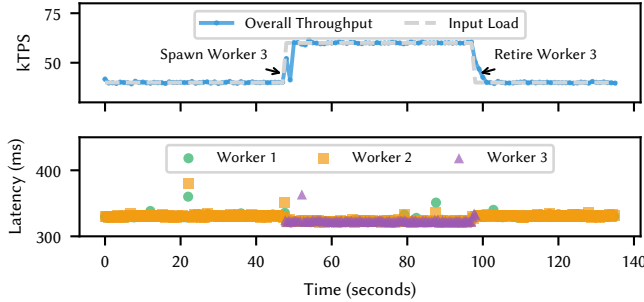 75
50
kTPS
Overall Throughput
Input Load
Spawn Worker 3
Retire Worker 3
400
300
Latency (ms)
Worker 1
Worker 2
Worker 3
0
20
40
60
80
100
120
140
Time (seconds)